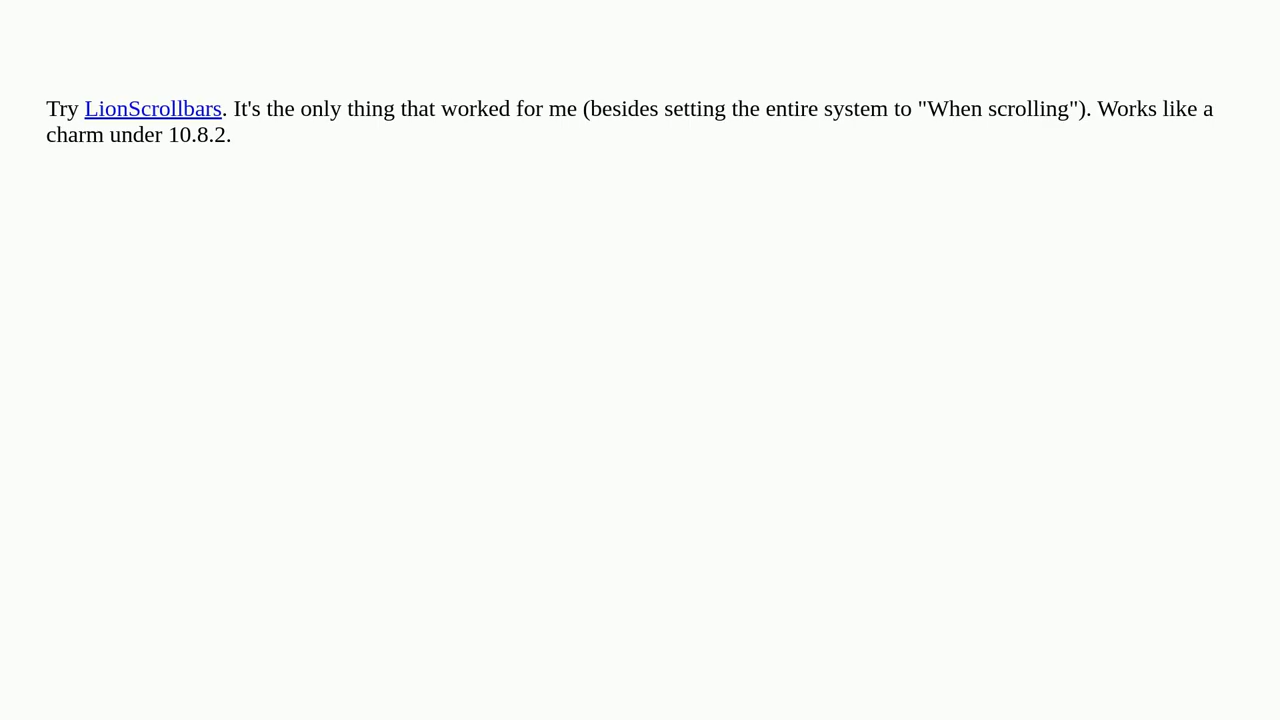 Try LionScrollbars. It's the only thing that worked for me (besides setting the entire system to "When scrolling"). Works like a
charm under 10.8.2.